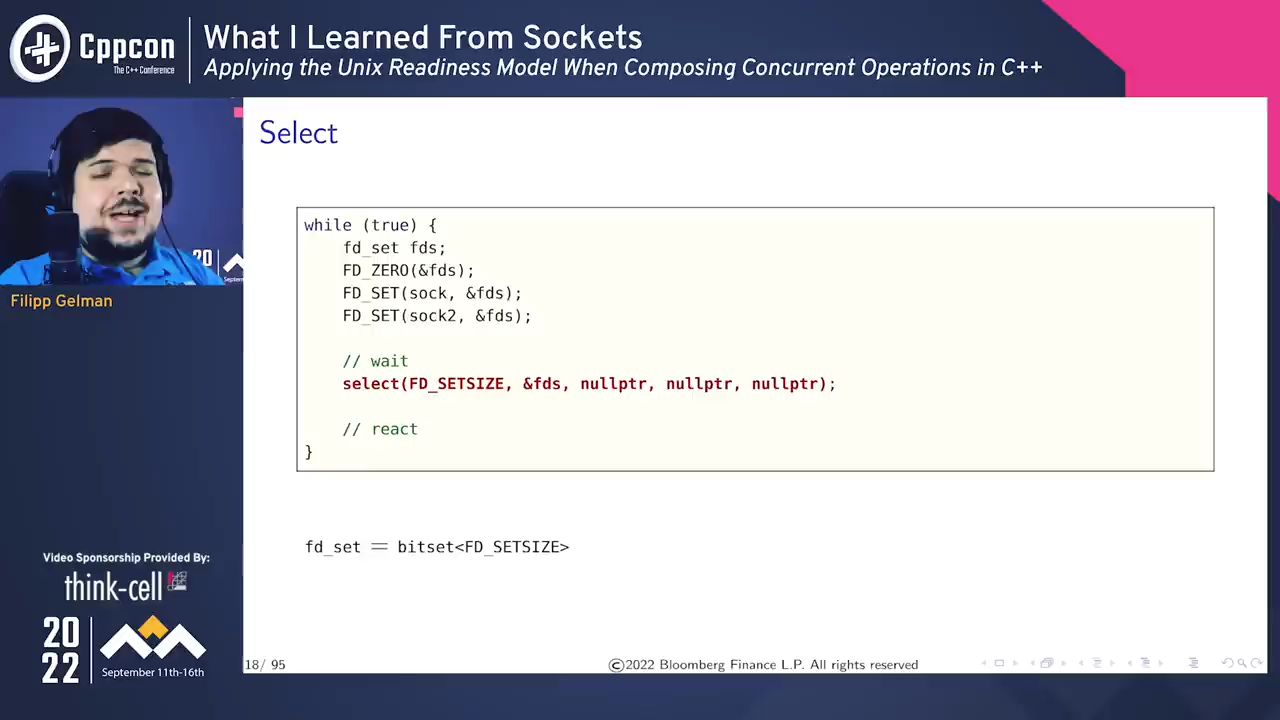 Cppcon
The C++ Conference
What I Learned From Sockets
Applying the Unix Readiness Model When Composing Concurrent Operations in C++
20
Septem
Filipp Gelman
Select
while (true) {
fd_set fds;
FD_ZERO(&fds);
FD_SET(sock, &fds);
FD_SET(sock2, &fds);
// wait
select(FD_SETSIZE, &fds, nullptr, nullptr, nullptr);
// react
}
fd_set = bitset<FD_SETSIZE>
Video Sponsorship Provided By:
think-cell
20
22
September 11th-16th
18/ 95
©2022 Bloomberg Finance L.P. All rights reserved